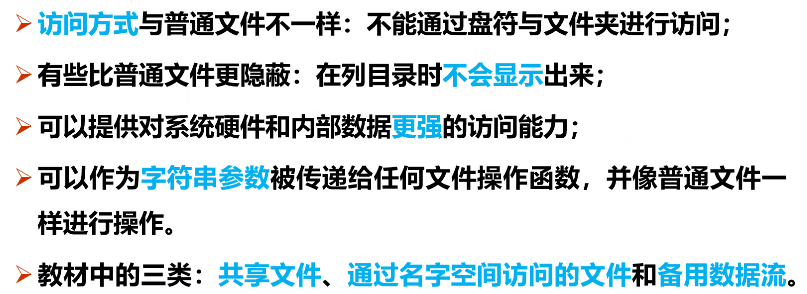 ➢访问方式与普通文件不一样：不能通过盘符与文件夹进行访问；
➢有些比普通文件更隐蔽：在列目录时不会显示出来；
➢可以提供对系统硬件和内部数据更强的访问能力；
➢可以作为字符串参数被传递给任何文件操作函数，并像普通文件一
样进行操作。
➢教材中的三类：共享文件、通过名字空间访问的文件和备用数据流。